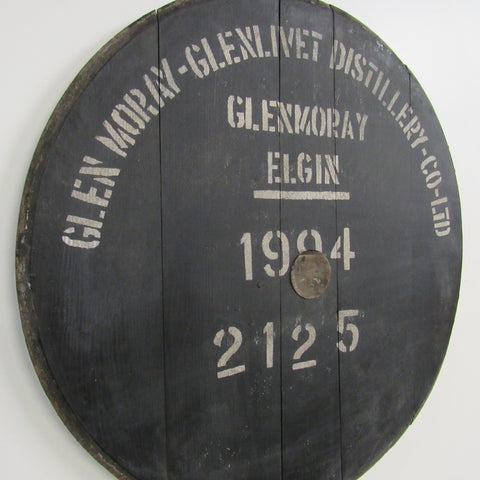 GLEN MORAY-GLENLIVET DISTILLERY-CO-LTD
GLENMORAY
ELGIN
1994
2125